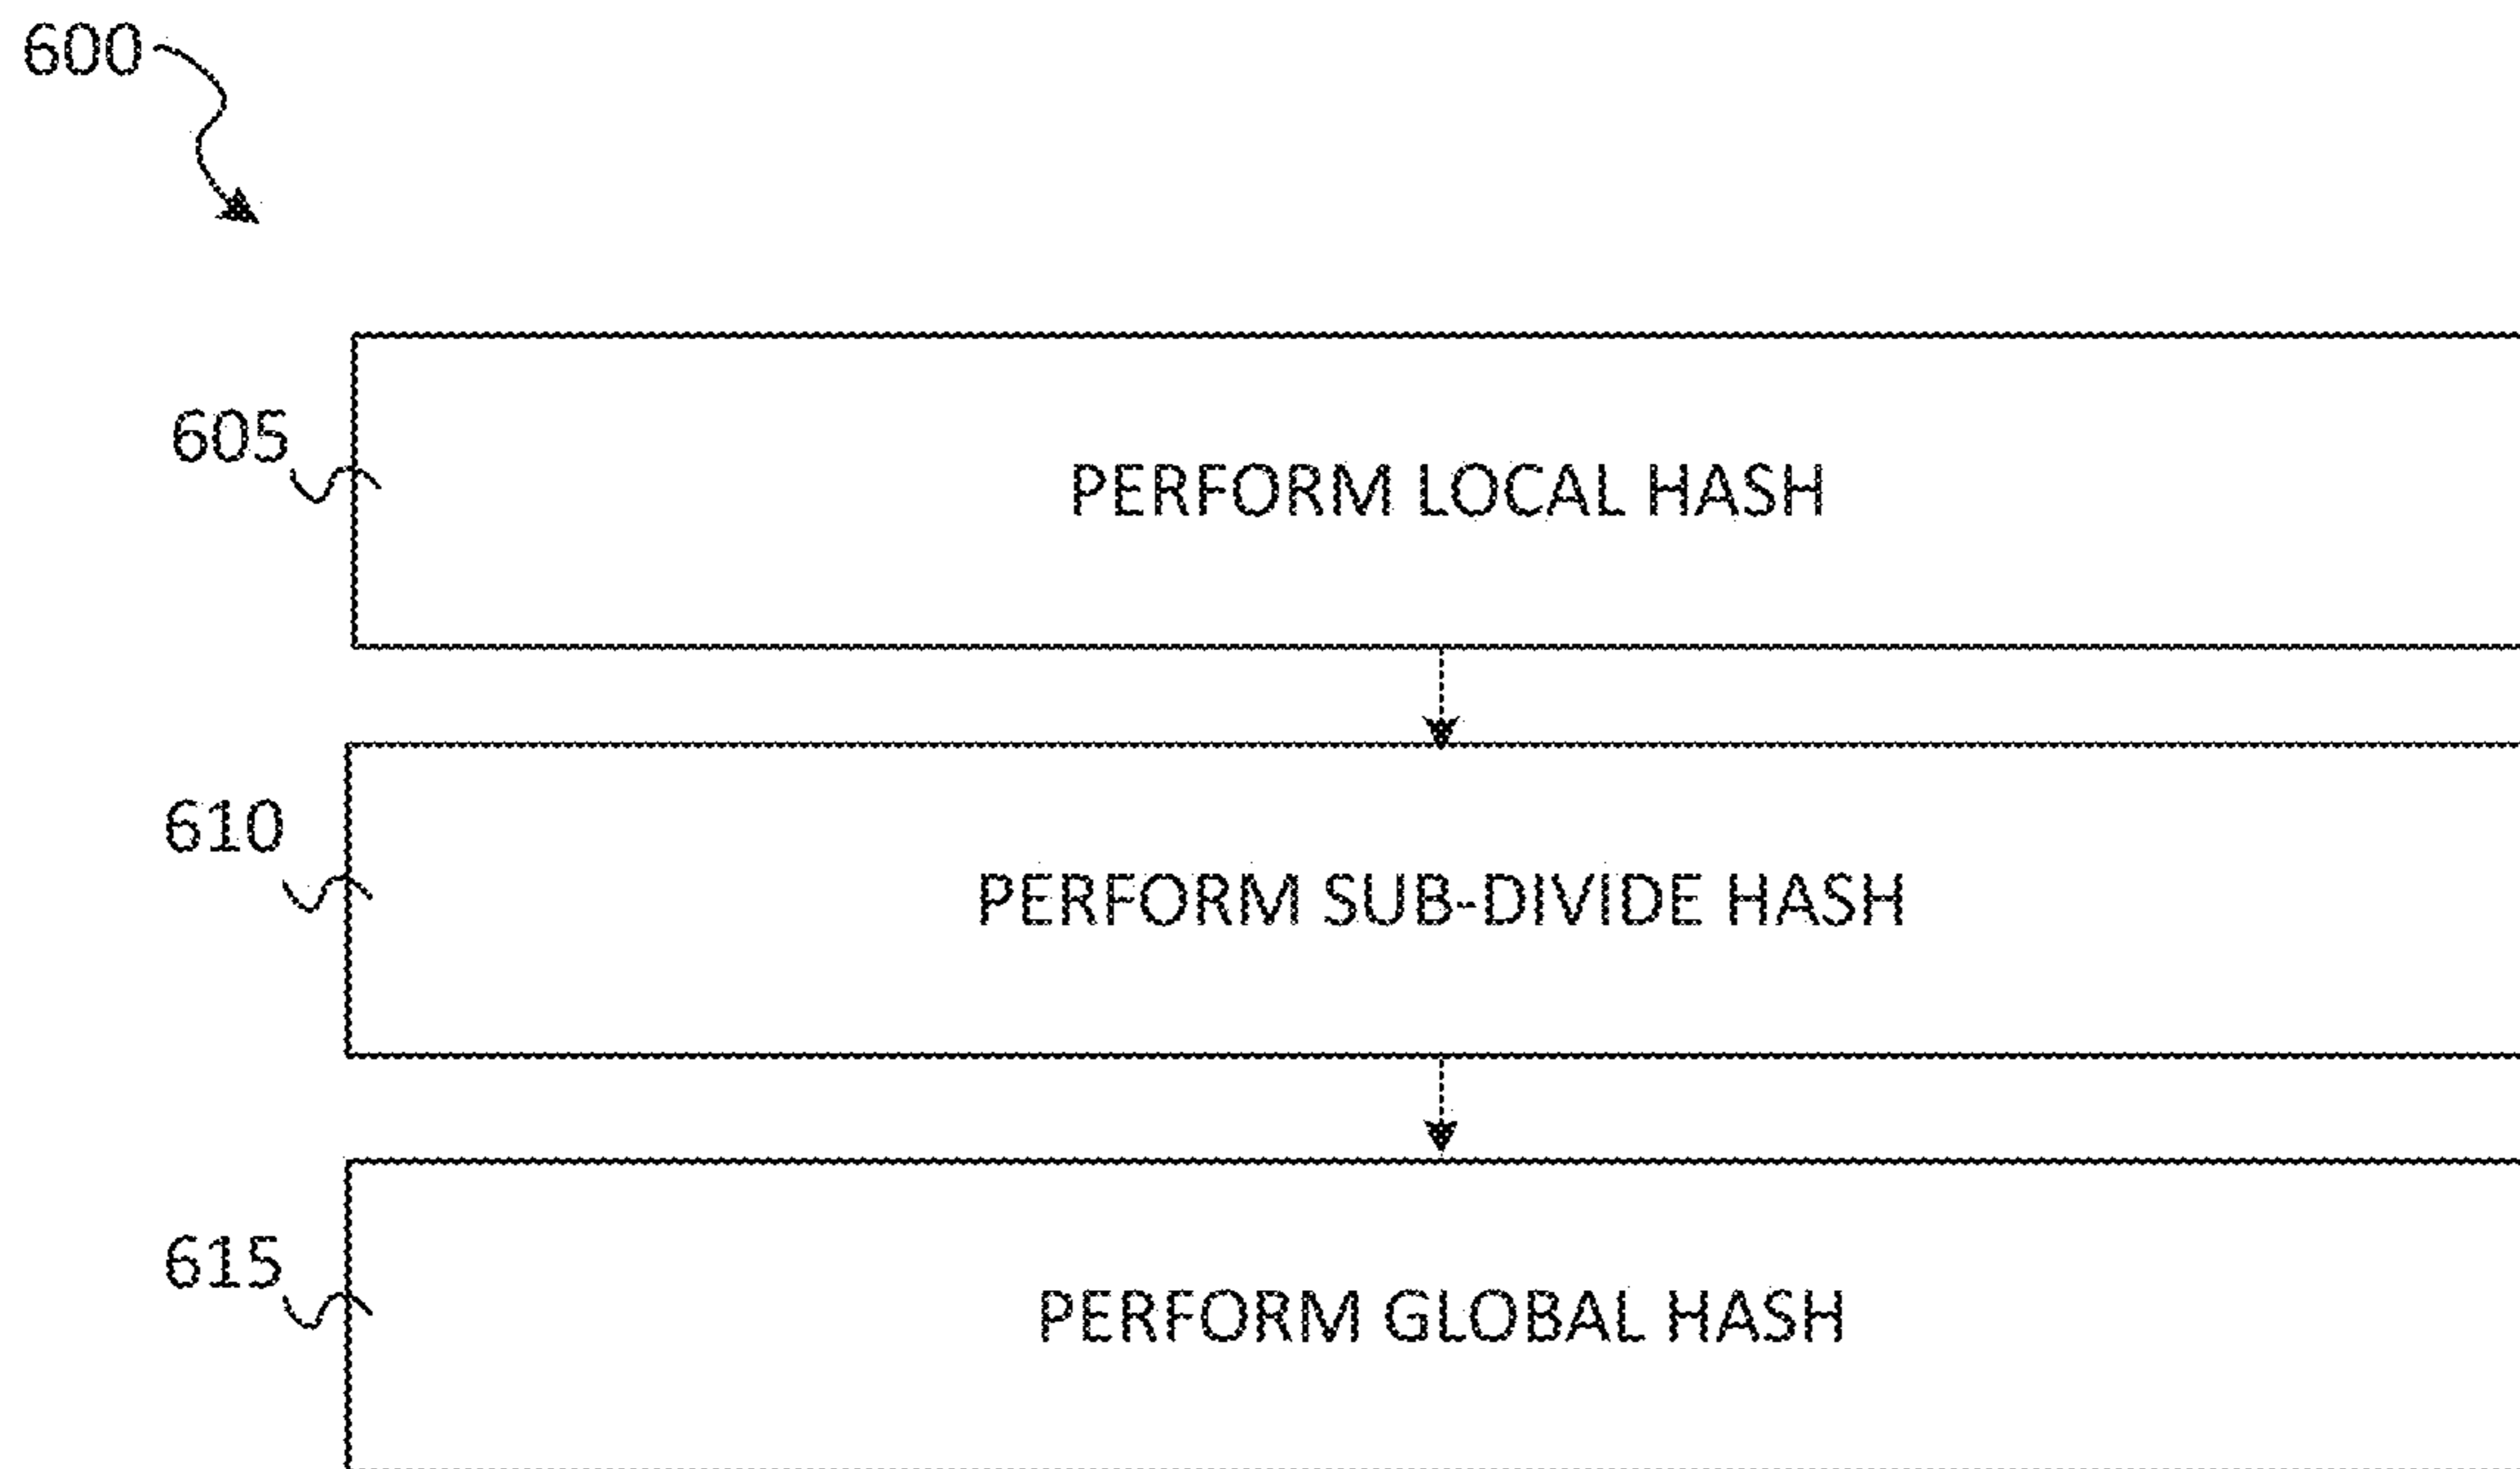 600
605
PERFORM LOCAL HASH
610
PERFORM SUB-DIVIDE HASH
615
PERFORM GLOBAL HASH